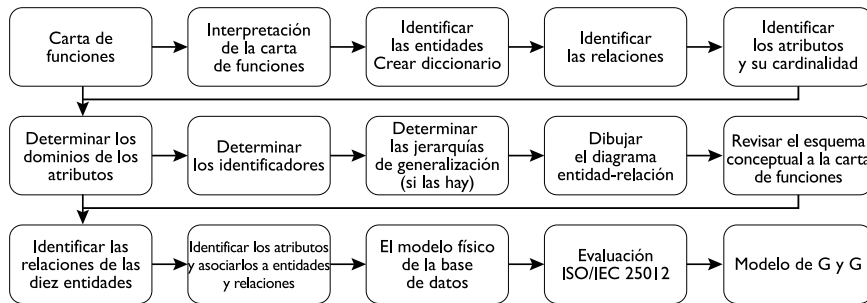 Carta de
funciones
Interpretación
de la carta
de funciones
Identificar
las entidades
Crear diccionario
Identificar
las relaciones
Identificar
los atributos
y su cardinalidad
Determinar los
dominios de los
atributos
Determinar
los identificadores
Determinar
las jerarquías
de generalización
(si las hay)
Dibujar
el diagrama
entidad-relación
Revisar el esquema
conceptual a la carta
de funciones
Identificar las
relaciones de las
diez entidades
Identificar los atributos
y asociarlos a entidades
y relaciones
El modelo físico
de la base
de datos
Evaluación
ISO/IEC 25012
Modelo de G y G